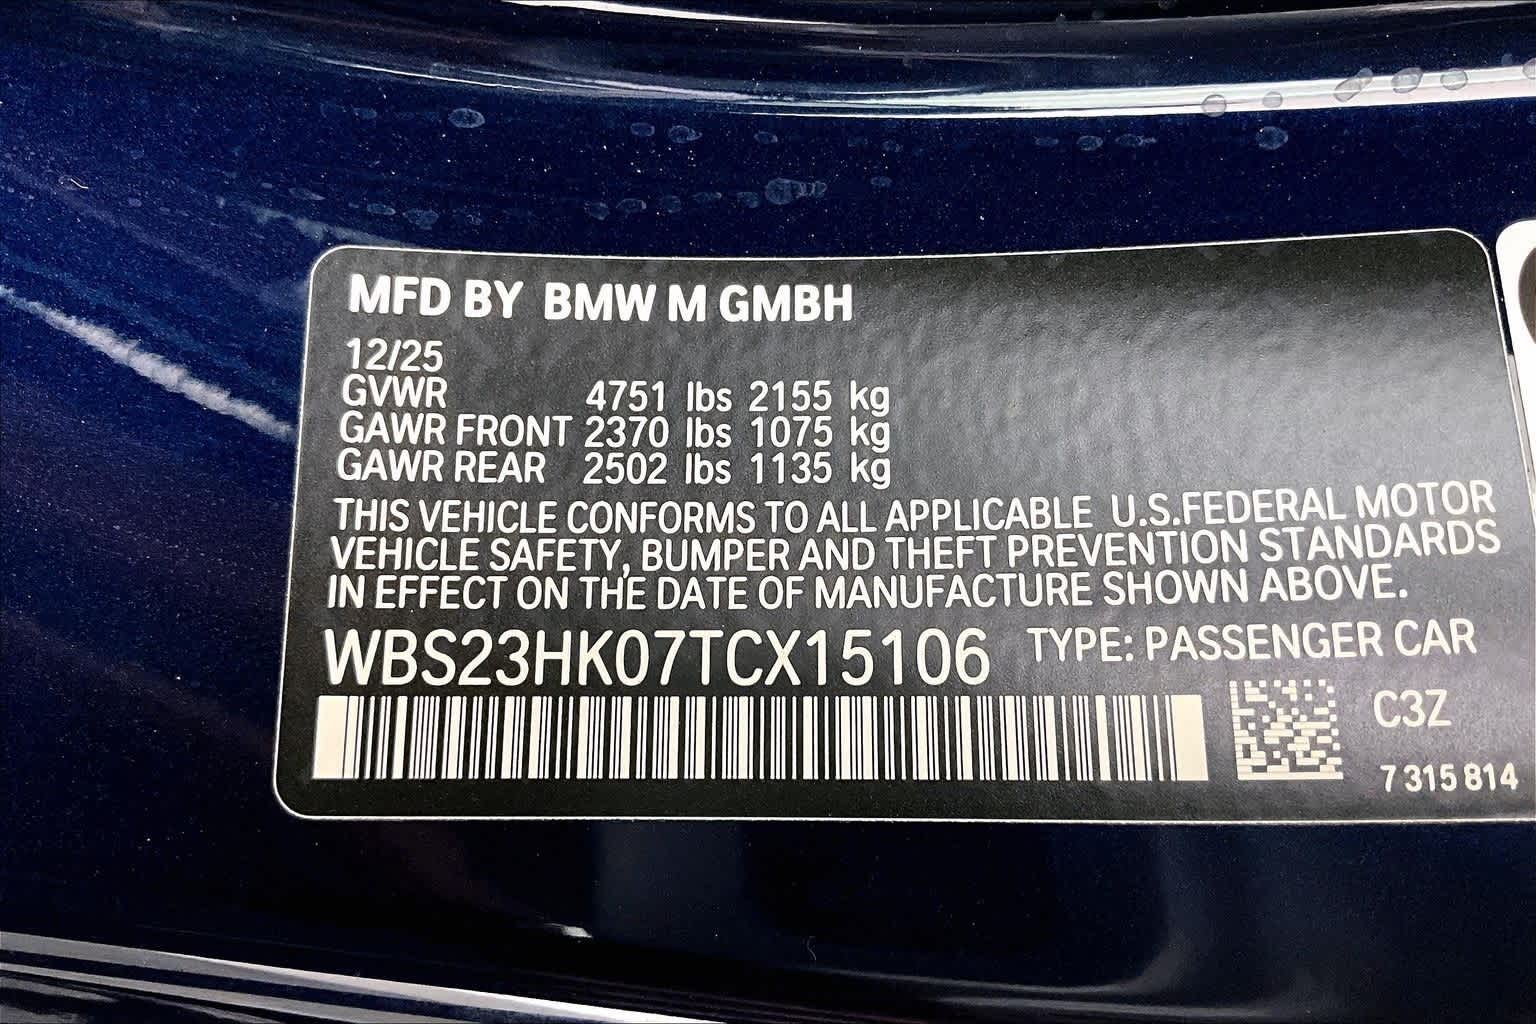 MFD BY BMW M GMBH
12/25
GVWR 4751 lbs 2155 kg
GAWR FRONT 2370 lbs 1075 kg
GAWR REAR 2502 lbs 1135 kg
THIS VEHICLE CONFORMS TO ALL APPLICABLE U.S.FEDERAL MOTOR
VEHICLE SAFETY, BUMPER AND THEFT PREVENTION STANDARDS
IN EFFECT ON THE DATE OF MANUFACTURE SHOWN ABOVE.
WBS23HK07TCX15106 TYPE: PASSENGER CAR
C3Z
7 315 814